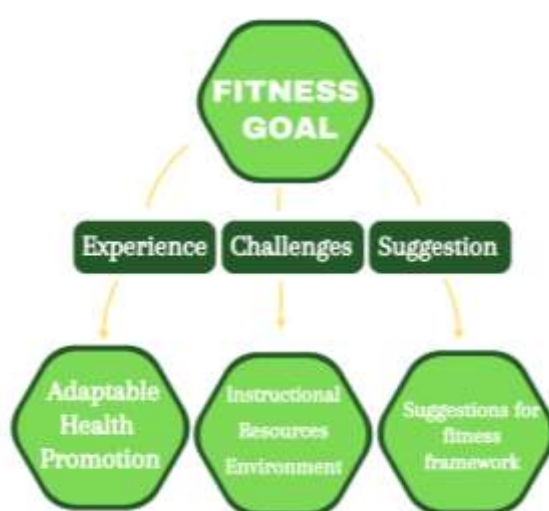 FITNESS
GOAL
Experience
Challenges
Suggestion
Adaptable
Health
Promotion
Instructional
Resources
Environment
Suggestions for
fitness
framework